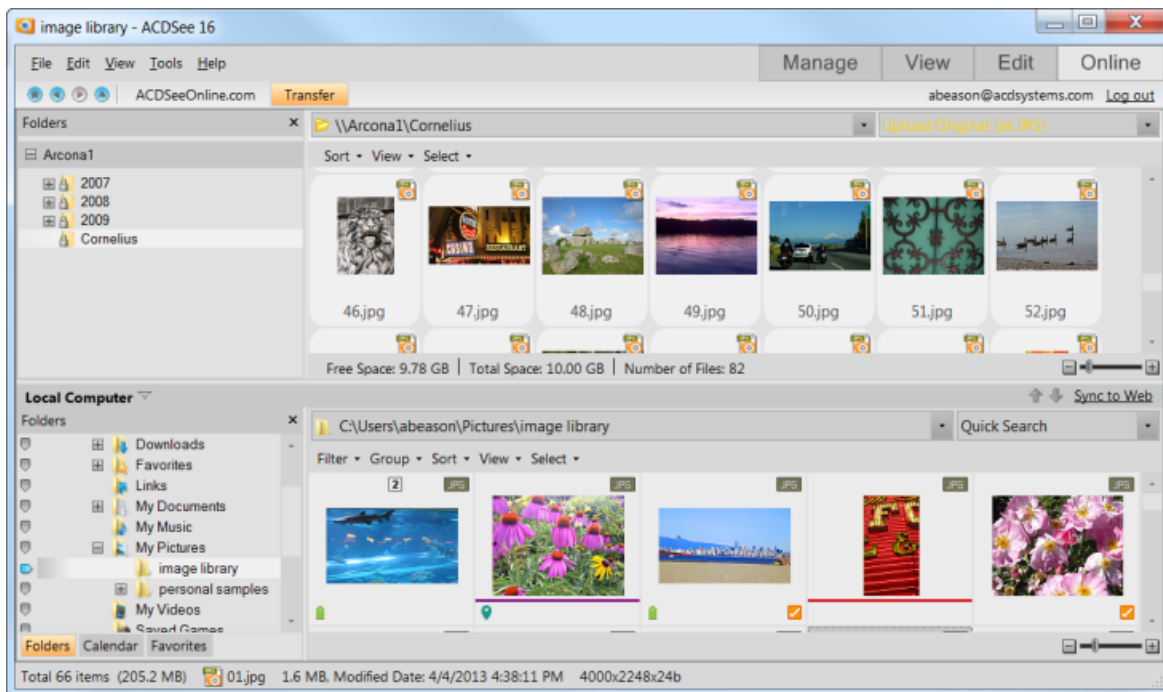 image library - ACDSee 16
File Edit View Tools Help
Manage View Edit Online
ACDSeeOnline.com Transfer
abeason@acdsystems.com Log out
Folders
\\Arcona1\Cornelius
Upload Original (as JPG)
Arcona1
Sort View Select
2007
2008
2009
Cornelius
CASINO RESTAURANT
46.jpg 47.jpg 48.jpg 49.jpg 50.jpg 51.jpg 52.jpg
Free Space: 9.78 GB | Total Space: 10.00 GB | Number of Files: 82
Local Computer
Sync to Web
Folders
C:\Users\abeason\Pictures\image library
Quick Search
Filter Group Sort View Select
Downloads
Favorites
Links
My Documents
My Music
My Pictures
image library
personal samples
My Videos
Saved Games
2 JPG JPG JPG JPG JPG
Folders Calendar Favorites
Total 66 items (205.2 MB) 01.jpg 1.6 MB, Modified Date: 4/4/2013 4:38:11 PM 4000x2248x24b